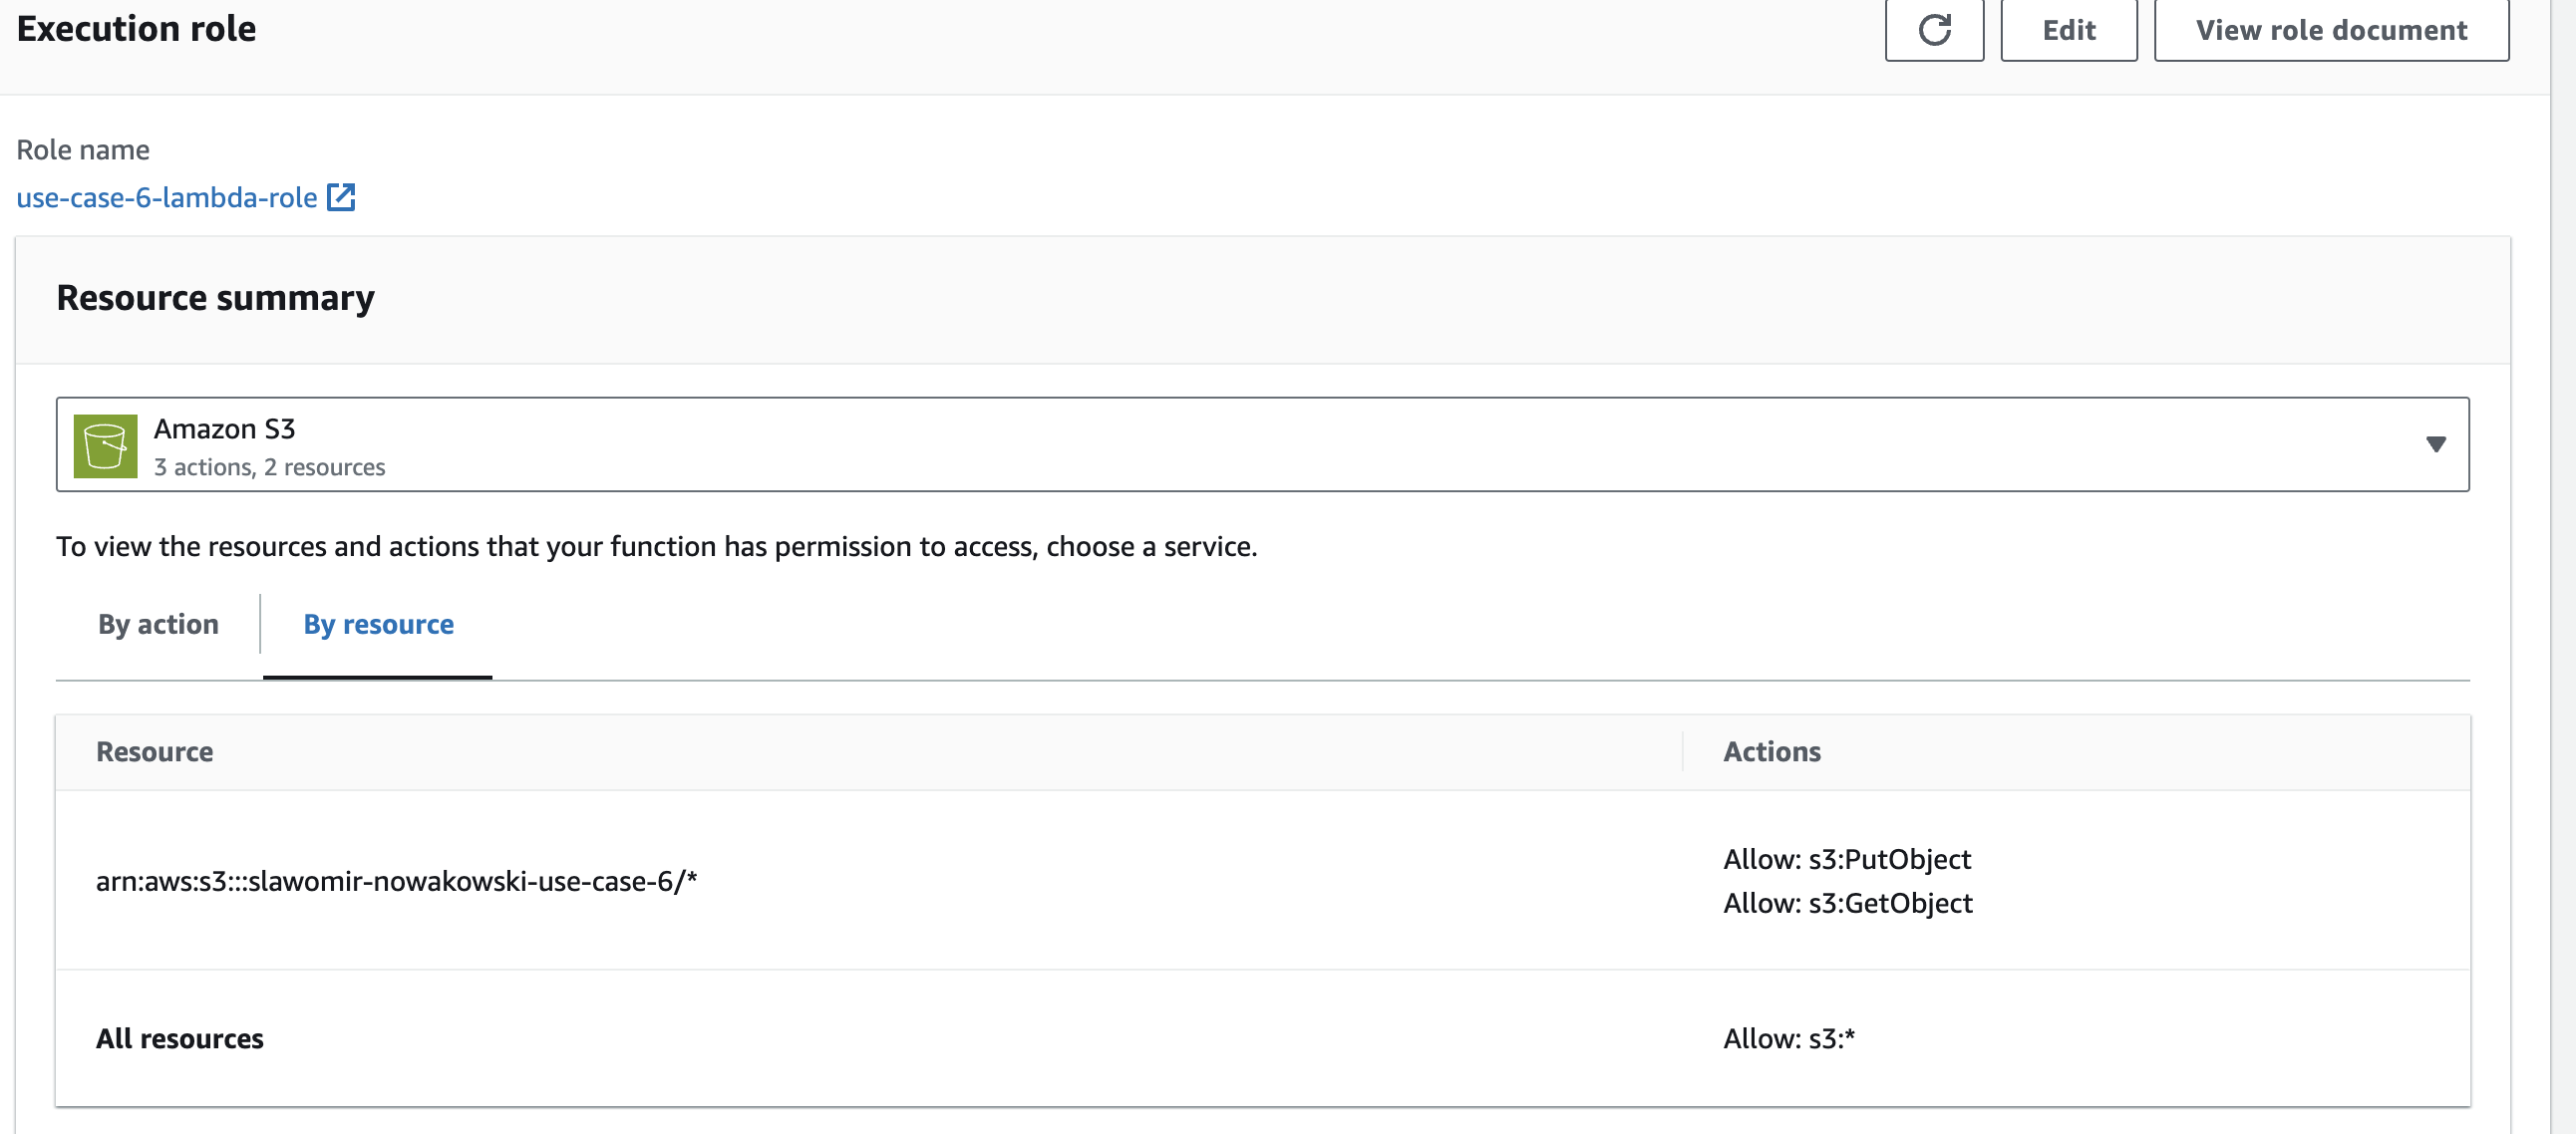 Execution role
Edit
View role document
Role name
use-case-6-lambda-role
Resource summary
Amazon S3
3 actions, 2 resources
To view the resources and actions that your function has permission to access, choose a service.
By action
By resource
Resource
Actions
arn:aws:s3:::slawomir-nowakowski-use-case-6/*
Allow: s3:PutObject
Allow: s3:GetObject
All resources
Allow: s3:*